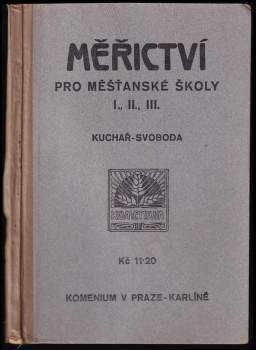 MĚŘICTVÍ
PRO MĚŠŤANSKÉ ŠKOLY
I., II., III.
KUCHAŘ-SVOBODA
KOMENIUM
Kč 11·20
KOMENIUM V PRAZE-KARLÍNĚ